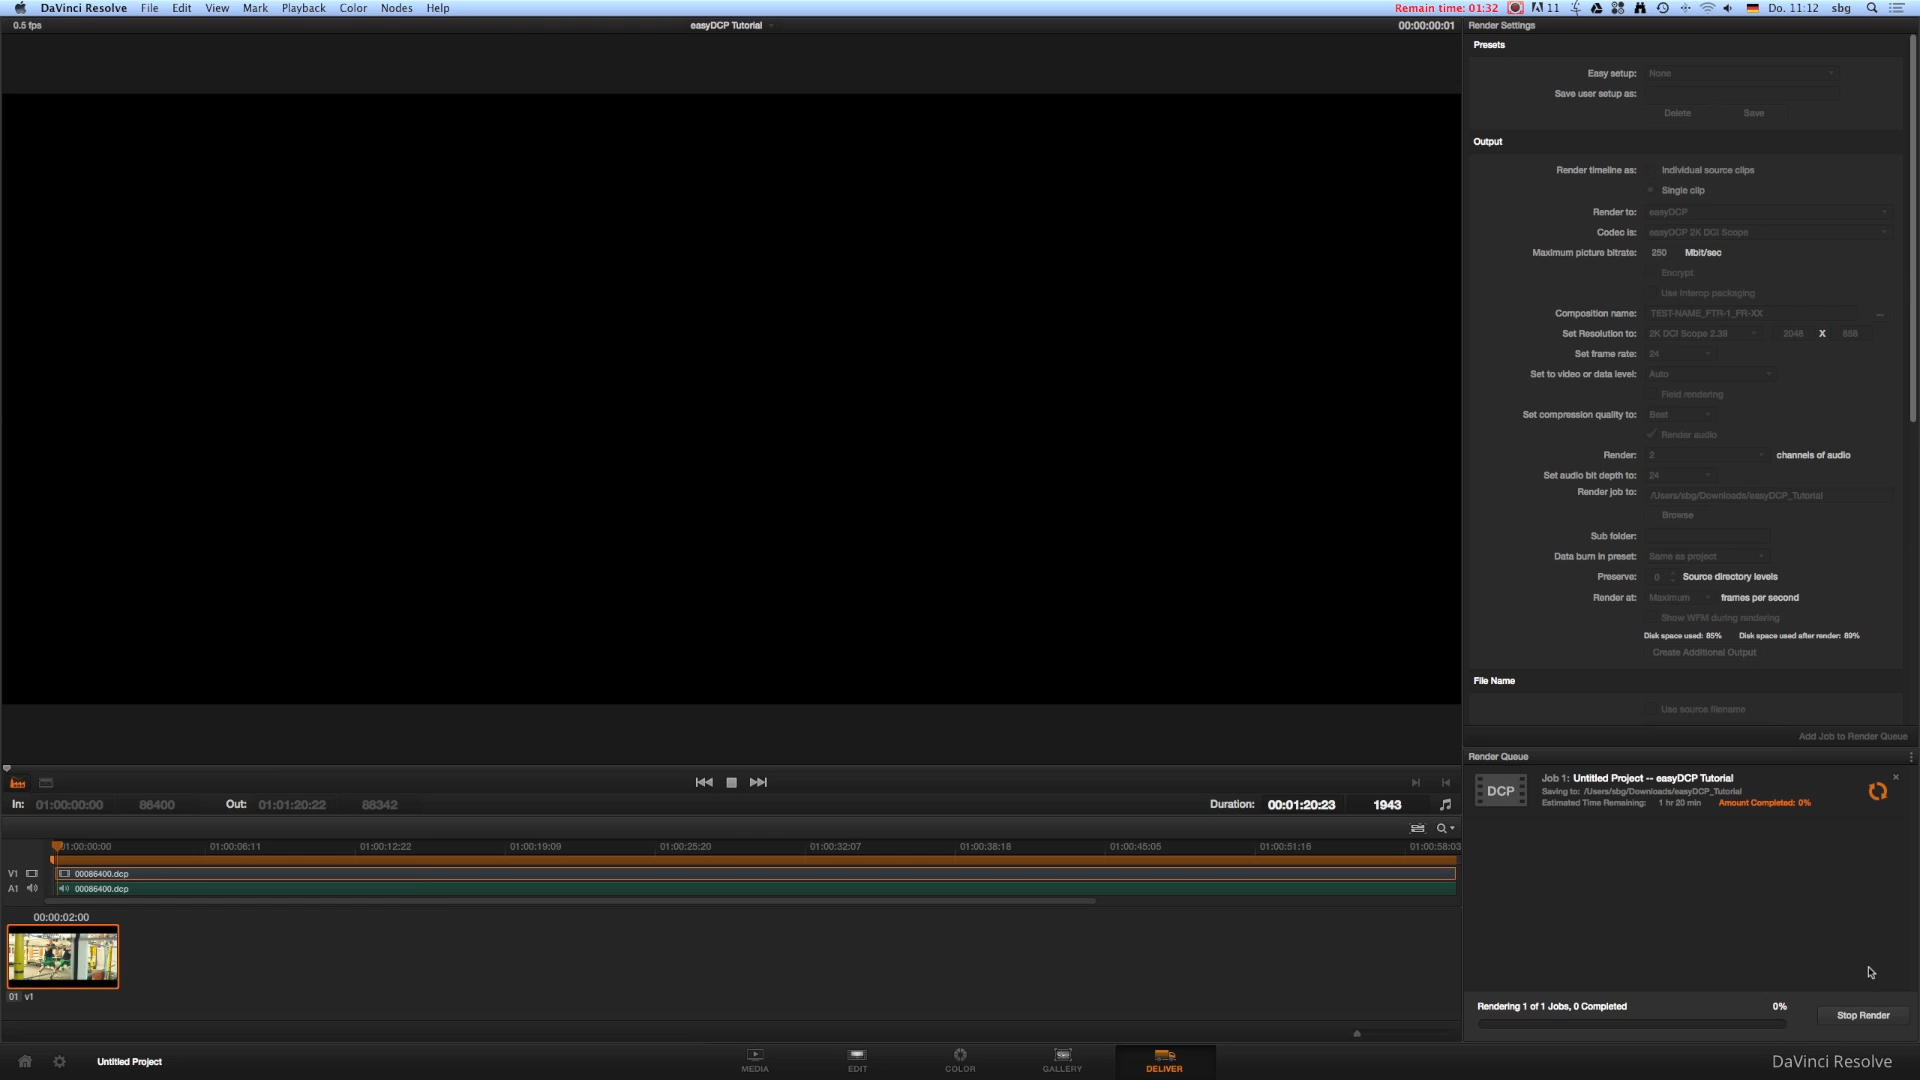 DaVinci Resolve File Edit View Mark Playback Color Nodes Help Remain time: 01:32 11 Do. 11:12 sbg
0.5 fps easyDCP Tutorial 00:00:00:01 Render Settings
Presets
Easy setup: None
Save user setup as:
Delete Save
Output
Render timeline as: Individual source clips
Single clip
Render to: easyDCP
Codec is: easyDCP 2K DCI Scope
Maximum picture bitrate: 250 Mbit/sec
Encrypt
Use Interop packaging
Composition name: TEST-NAME_FTR-1_FR-XX ...
Set Resolution to: 2K DCI Scope 2.39 2048 X 858
Set frame rate: 24
Set to video or data level: Auto
Field rendering
Set compression quality to: Best
Render audio
Render: 2 channels of audio
Set audio bit depth to: 24
Render job to: /Users/sbg/Downloads/easyDCP_Tutorial
Browse
Sub folder:
Data burn in preset: Same as project
Preserve: 0 Source directory levels
Render at: Maximum frames per second
Show WFM during rendering
Disk space used: 85% Disk space used after render: 89%
Create Additional Output
File Name
Use source filename
Add Job to Render Queue
Render Queue
DCP
Job 1: Untitled Project -- easyDCP Tutorial
Saving to: /Users/sbg/Downloads/easyDCP_Tutorial
Estimated Time Remaining: 1 hr 20 min Amount Completed: 0%
In: 01:00:00:00 86400 Out: 01:01:20:22 88342 Duration: 00:01:20:23 1943
01:00:00:00 01:00:06:11 01:00:12:22 01:00:19:09 01:00:25:20 01:00:32:07 01:00:38:18 01:00:45:05 01:00:51:16 01:00:58:03
V1 00086400.dcp
A1 00086400.dcp
00:00:02:00
01 v1
Rendering 1 of 1 Jobs, 0 Completed 0%
Stop Render
Untitled Project
MEDIA EDIT COLOR GALLERY DELIVER
DaVinci Resolve